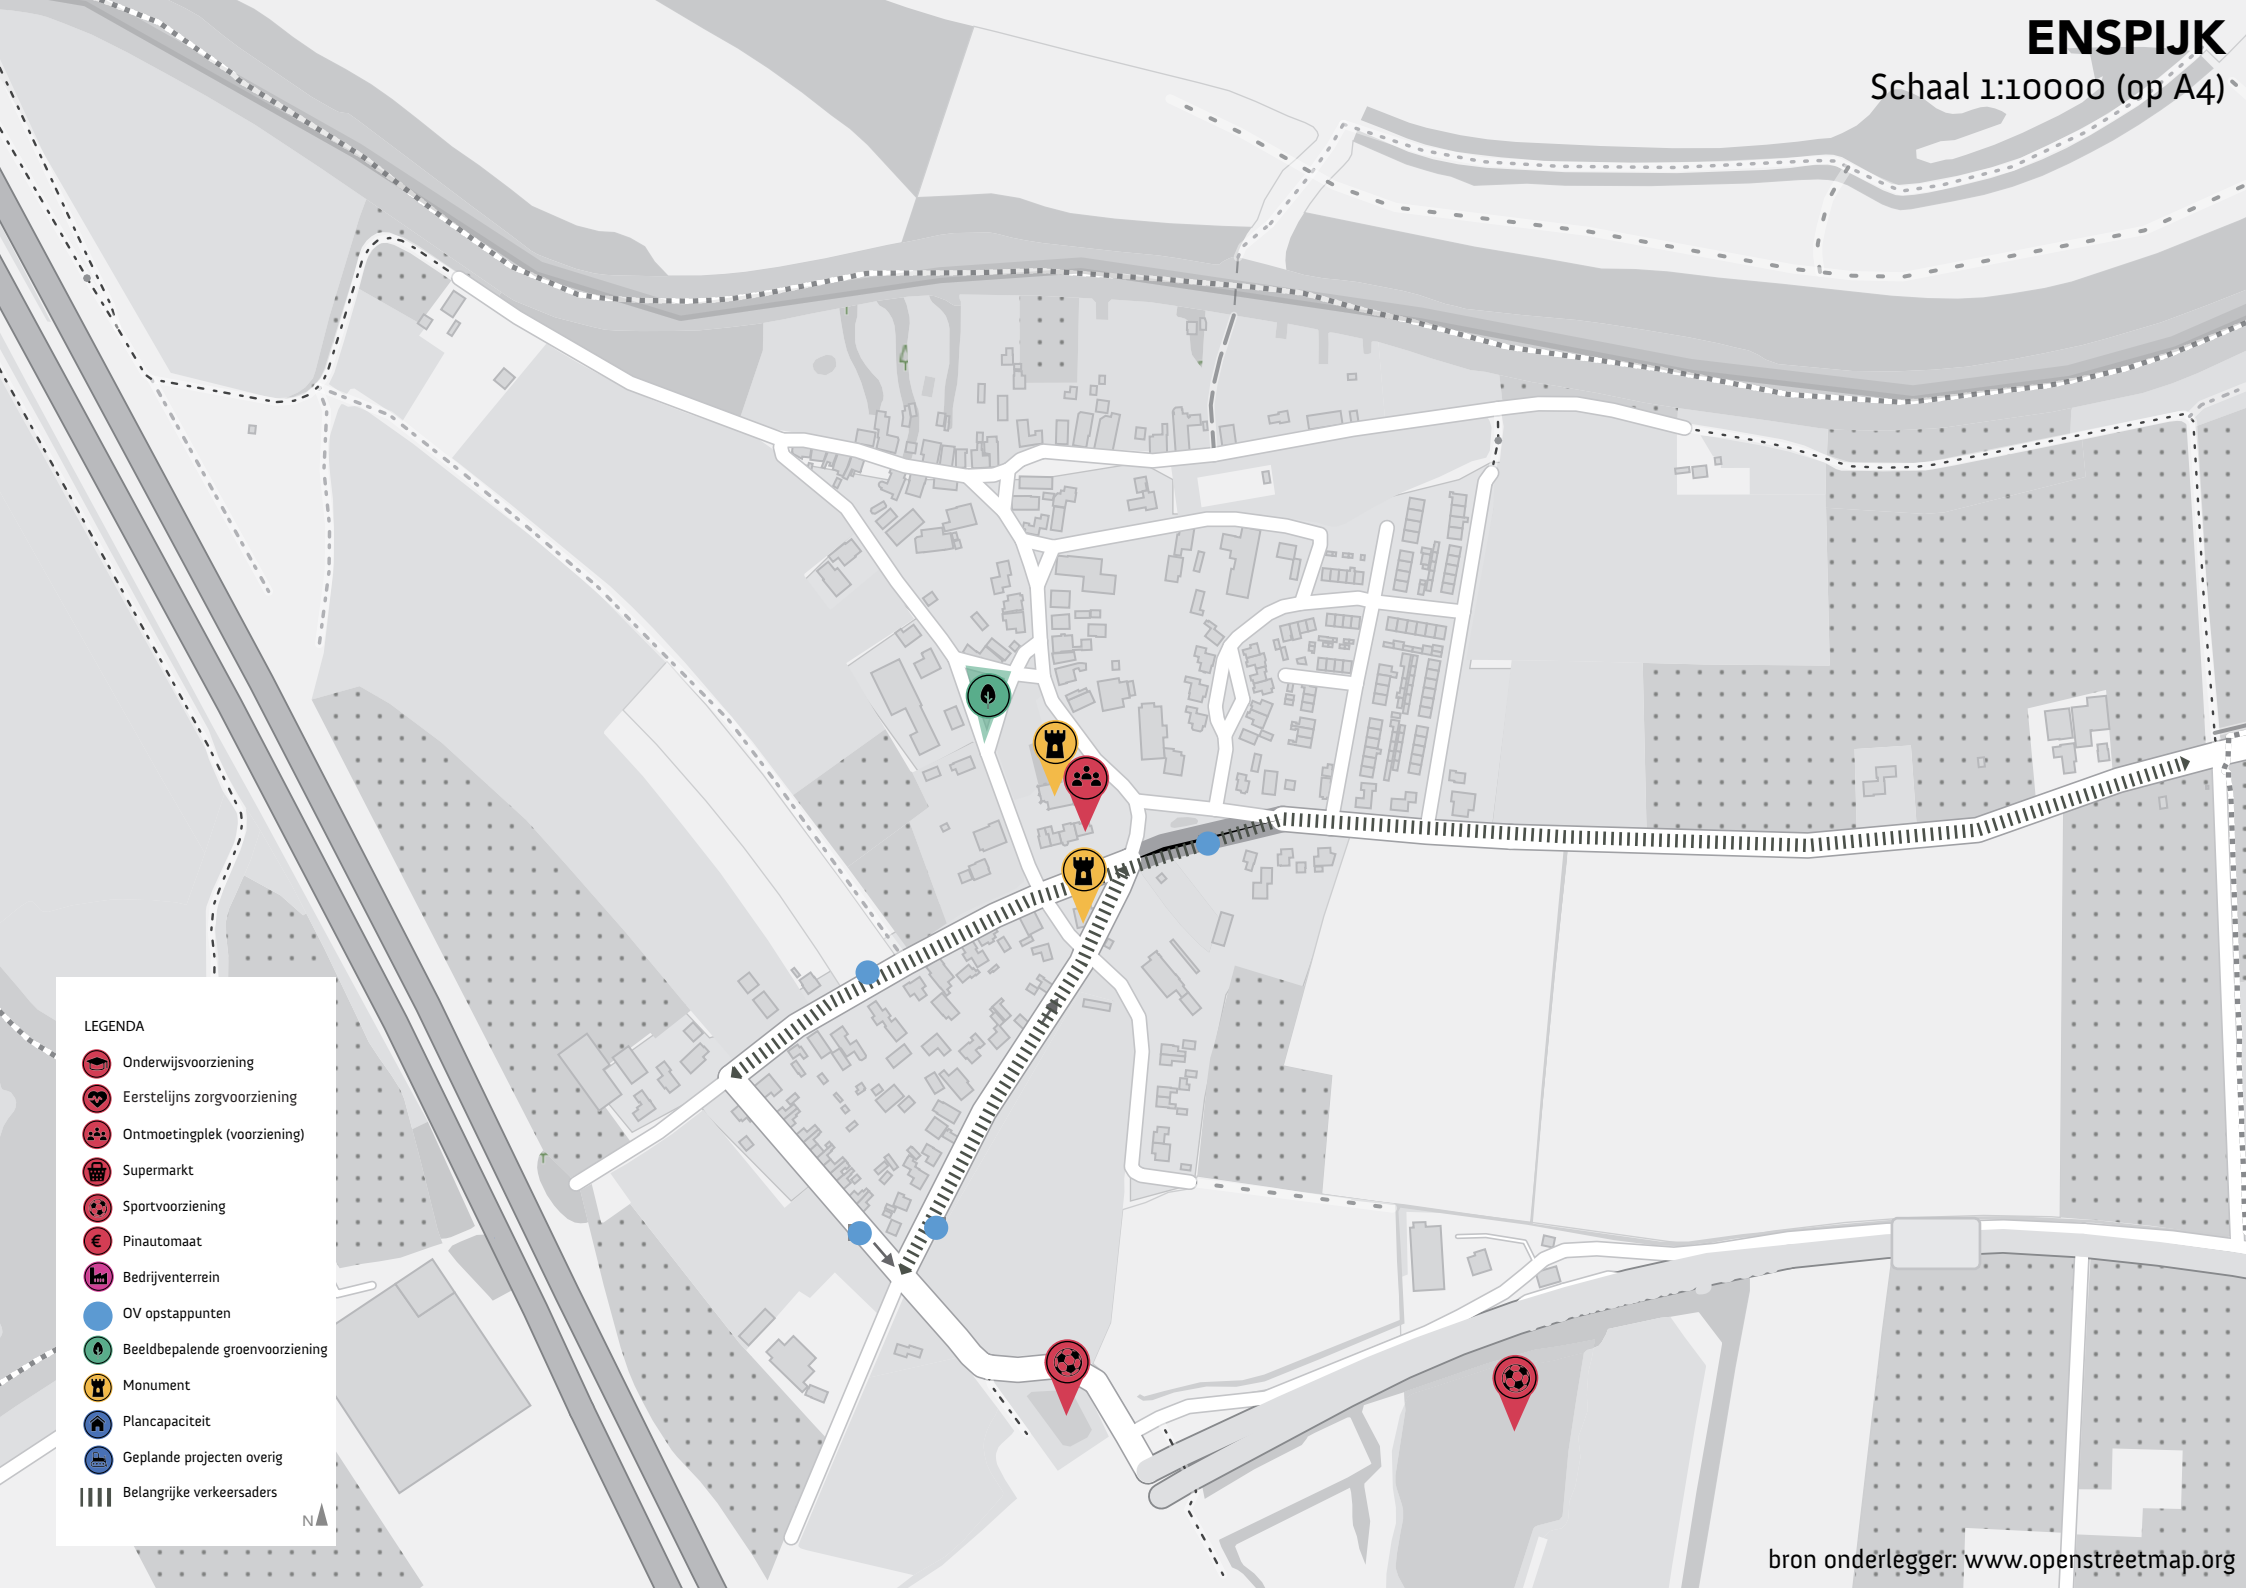 ENSPIJK
Schaal 1:10000 (op A4)
LEGENDA
Onderwijsvoorziening
Eerstelijns zorgvoorziening
Ontmoetingplek (voorziening)
Supermarkt
Sportvoorziening
€ Pinautomaat
Bedrijventerrein
OV opstappunten
Beeldbepalende groenvoorziening
Monument
Plancapaciteit
Geplande projecten overig
Belangrijke verkeersaders
N
bron onderlegger: www.openstreetmap.org